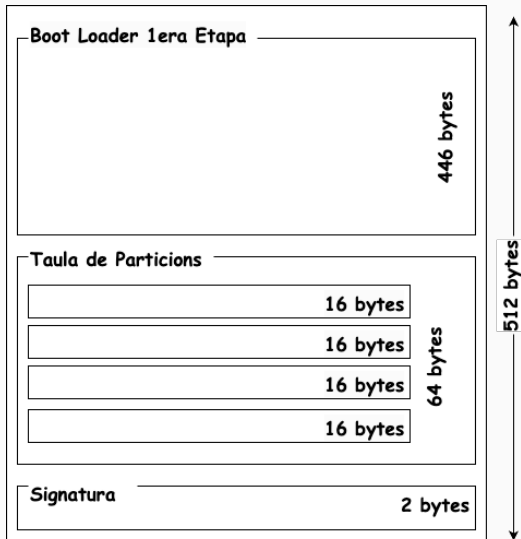 Boot Loader 1era Etapa
446 bytes
512 bytes
Taula de Particions
16 bytes
16 bytes
16 bytes
16 bytes
64 bytes
Signatura
2 bytes